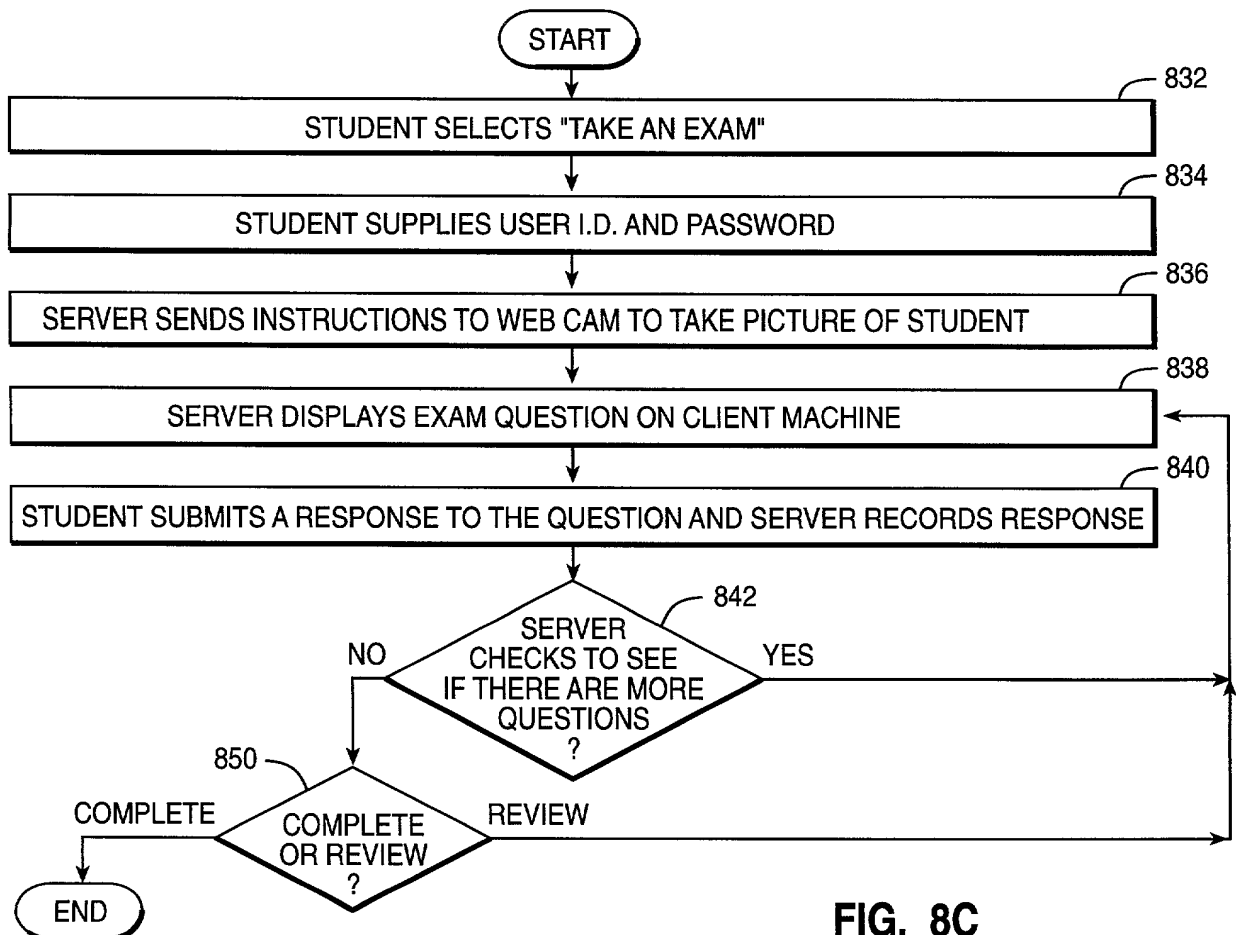 START
832
STUDENT SELECTS "TAKE AN EXAM"
834
STUDENT SUPPLIES USER I.D. AND PASSWORD
836
SERVER SENDS INSTRUCTIONS TO WEB CAM TO TAKE PICTURE OF STUDENT
838
SERVER DISPLAYS EXAM QUESTION ON CLIENT MACHINE
840
STUDENT SUBMITS A RESPONSE TO THE QUESTION AND SERVER RECORDS RESPONSE
842
SERVER
CHECKS TO SEE
IF THERE ARE MORE
QUESTIONS
?
NO
YES
850
COMPLETE
OR REVIEW
?
COMPLETE
REVIEW
END
FIG. 8C